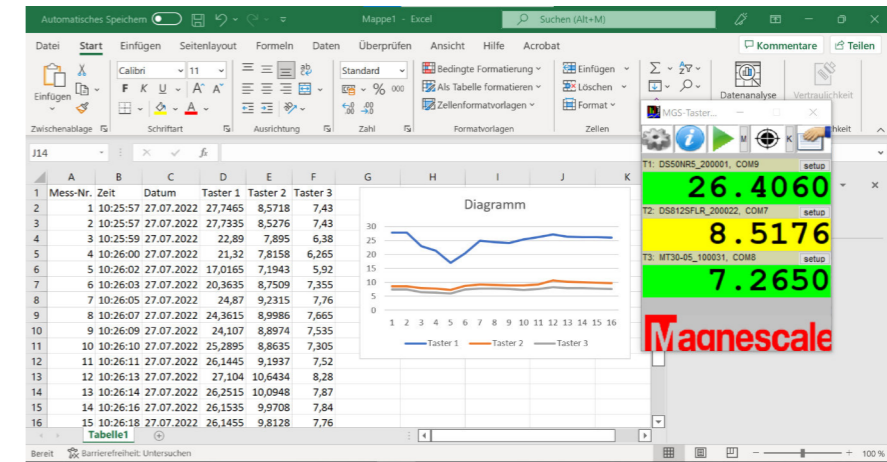 Automatisches Speichern Mappe1 - Excel Suchen (Alt+M)
Datei Start Einfügen Seitenlayout Formeln Daten Überprüfen Ansicht Hilfe Acrobat Kommentare Teilen
Einfügen
Calibri 11
F K U A A
Standard
% 000
Bedingte Formatierung
Als Tabelle formatieren
Zellenformatvorlagen
Einfügen
Löschen
Format
Datenanalyse
Vertraulichkeit
Zwischenablage Schriftart Ausrichtung Zahl Formatvorlagen Zellen
J14 fx
A B C D E F G H I J K
1 Mess-Nr. Zeit Datum Taster 1 Taster 2 Taster 3
2 1 10:25:57 27.07.2022 27,7465 8,5718 7,43
3 2 10:25:57 27.07.2022 27,7335 8,5276 7,43
4 3 10:25:59 27.07.2022 22,89 7,895 6,38
5 4 10:26:00 27.07.2022 21,32 7,8158 6,265
6 5 10:26:02 27.07.2022 17,0165 7,1943 5,92
7 6 10:26:03 27.07.2022 20,3635 8,7509 7,355
8 7 10:26:05 27.07.2022 24,87 9,2315 7,76
9 8 10:26:07 27.07.2022 24,3615 8,9986 7,665
10 9 10:26:09 27.07.2022 24,107 8,8974 7,535
11 10 10:26:10 27.07.2022 25,2895 8,8635 7,305
12 11 10:26:11 27.07.2022 26,1445 9,1937 7,52
13 12 10:26:13 27.07.2022 27,104 10,6434 8,28
14 13 10:26:14 27.07.2022 26,2515 10,0948 7,87
15 14 10:26:16 27.07.2022 26,1535 9,9708 7,84
16 15 10:26:18 27.07.2022 26,1455 9,8128 7,76
Diagramm
30
25
20
15
10
5
0
1 2 3 4 5 6 7 8 9 10 11 12 13 14 15 16
Taster 1 Taster 2 Taster 3
MGS-Taster...
M K
T1: DS50NR5_200001, COM9 setup
26.4060
T2: DS812SFLR_200022, COM7 setup
8.5176
T3: MT30-05_100031, COM8 setup
7.2650
Magnescale
Tabelle1
Bereit Barrierefreiheit: Untersuchen 100 %